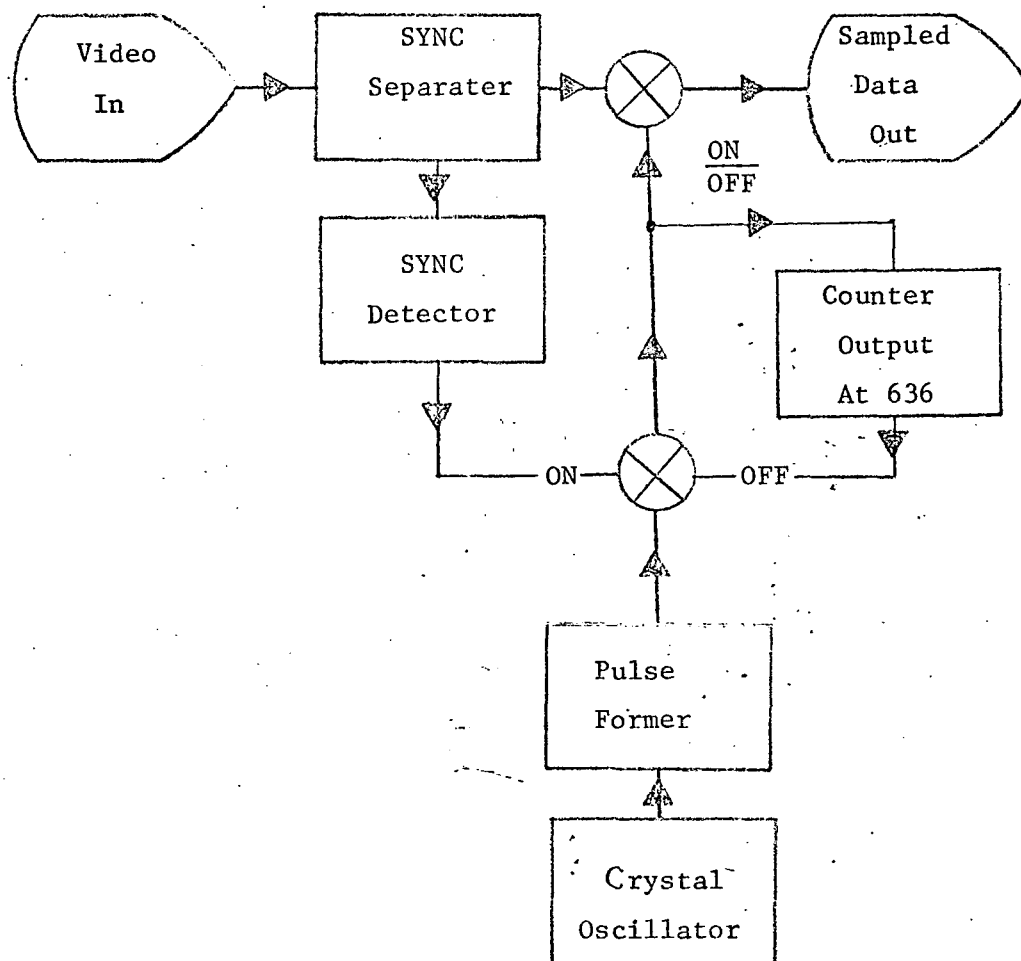 Video
In
SYNC
Separater
Sampled
Data
Out
ON
OFF
SYNC
Detector
Counter
Output
At 636
ON
OFF
Pulse
Former
Crystal
Oscillator